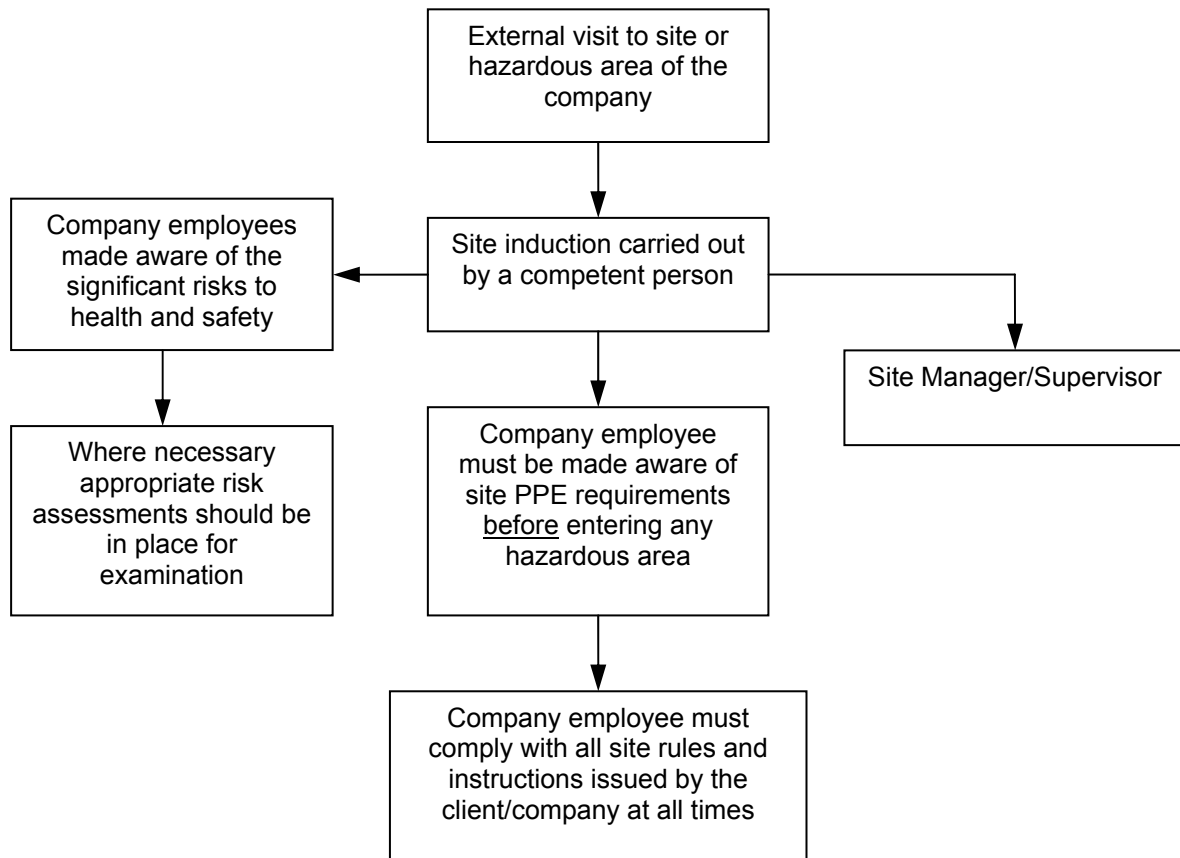 External visit to site or
hazardous area of the
company
Company employees
made aware of the
significant risks to
health and safety
Site induction carried out
by a competent person
Site Manager/Supervisor
Where necessary
appropriate risk
assessments should be
in place for
examination
Company employee
must be made aware of
site PPE requirements
before entering any
hazardous area
Company employee must
comply with all site rules and
instructions issued by the
client/company at all times